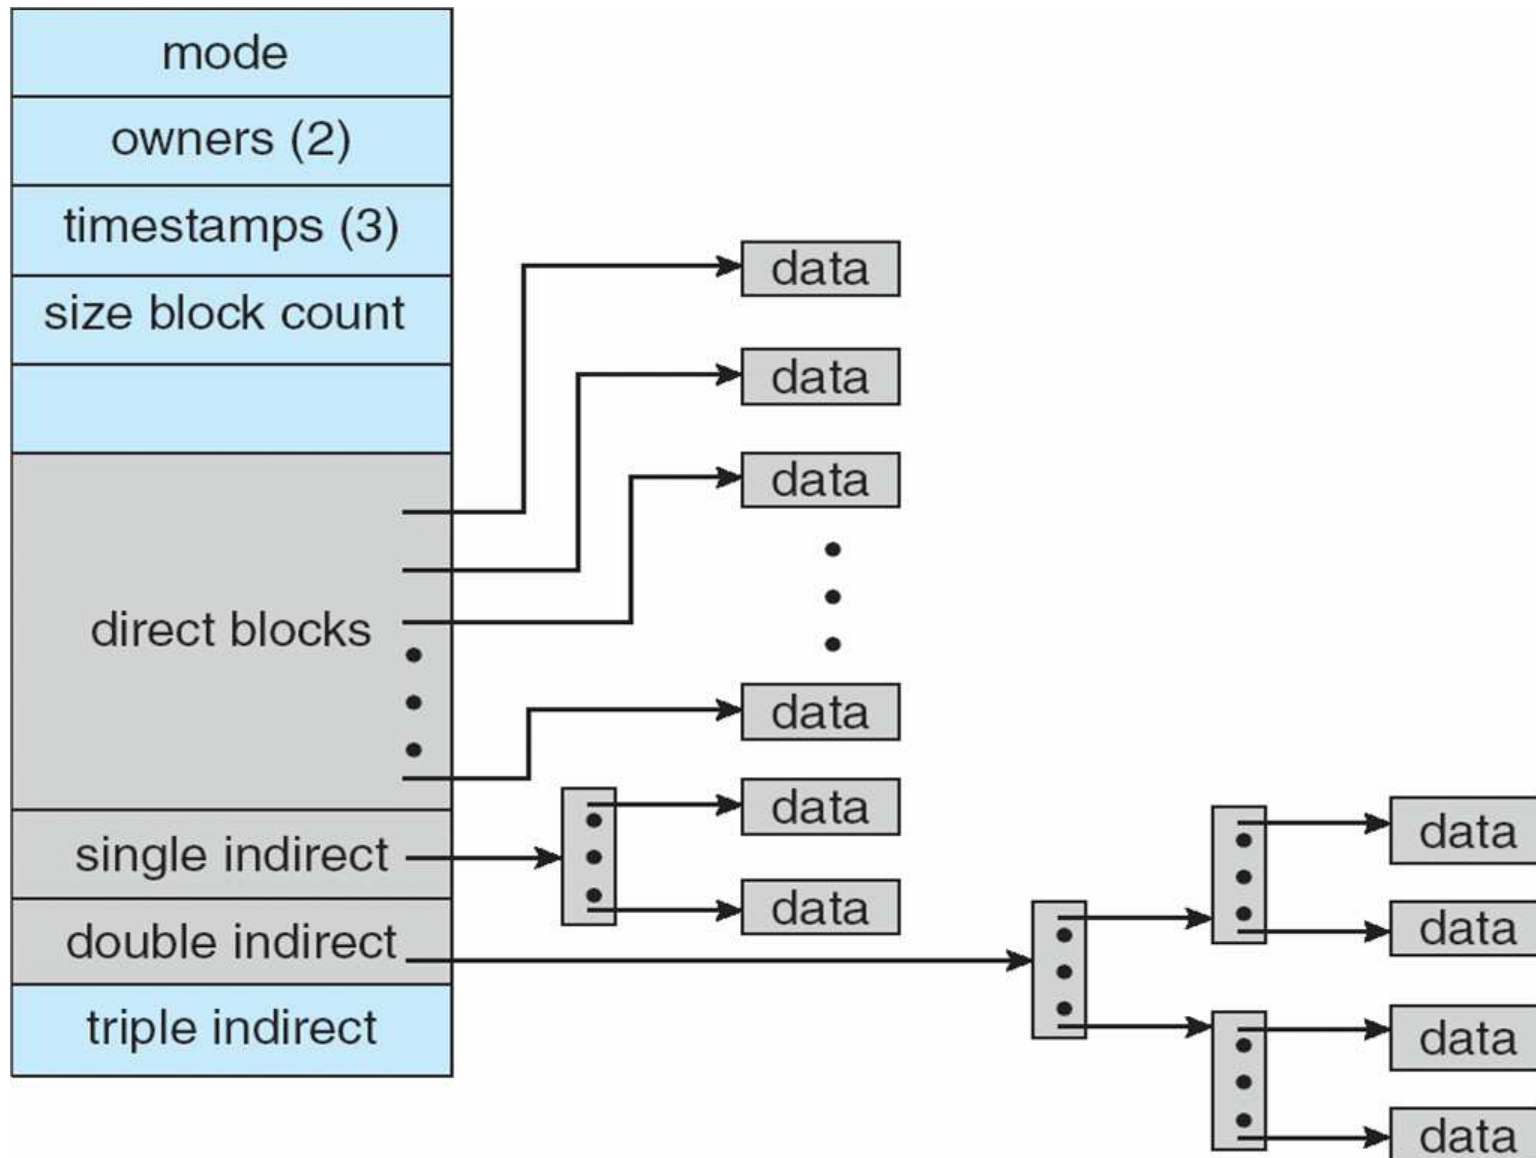 mode
owners (2)
timestamps (3)
size block count
direct blocks
single indirect
double indirect
triple indirect
data
data
data
data
data
data
data
data
data
data